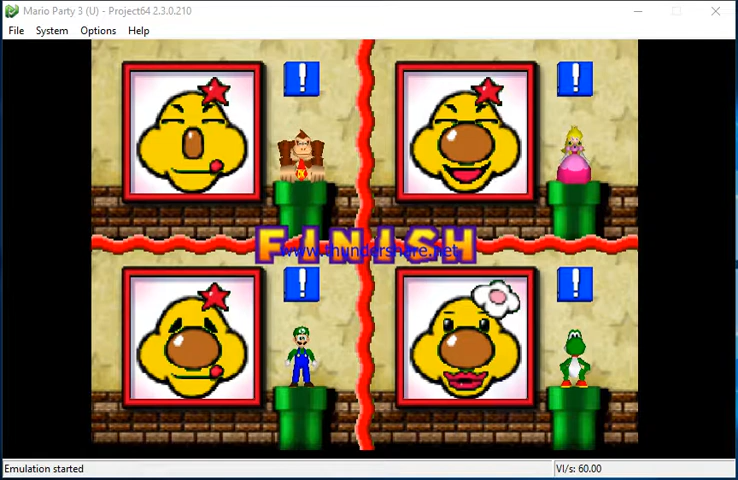 Mario Party 3 (U) - Project64 2.3.0.210
File System Options Help
! !
FINISH
www.thundershare.net
! !
Emulation started VI/s: 60.00